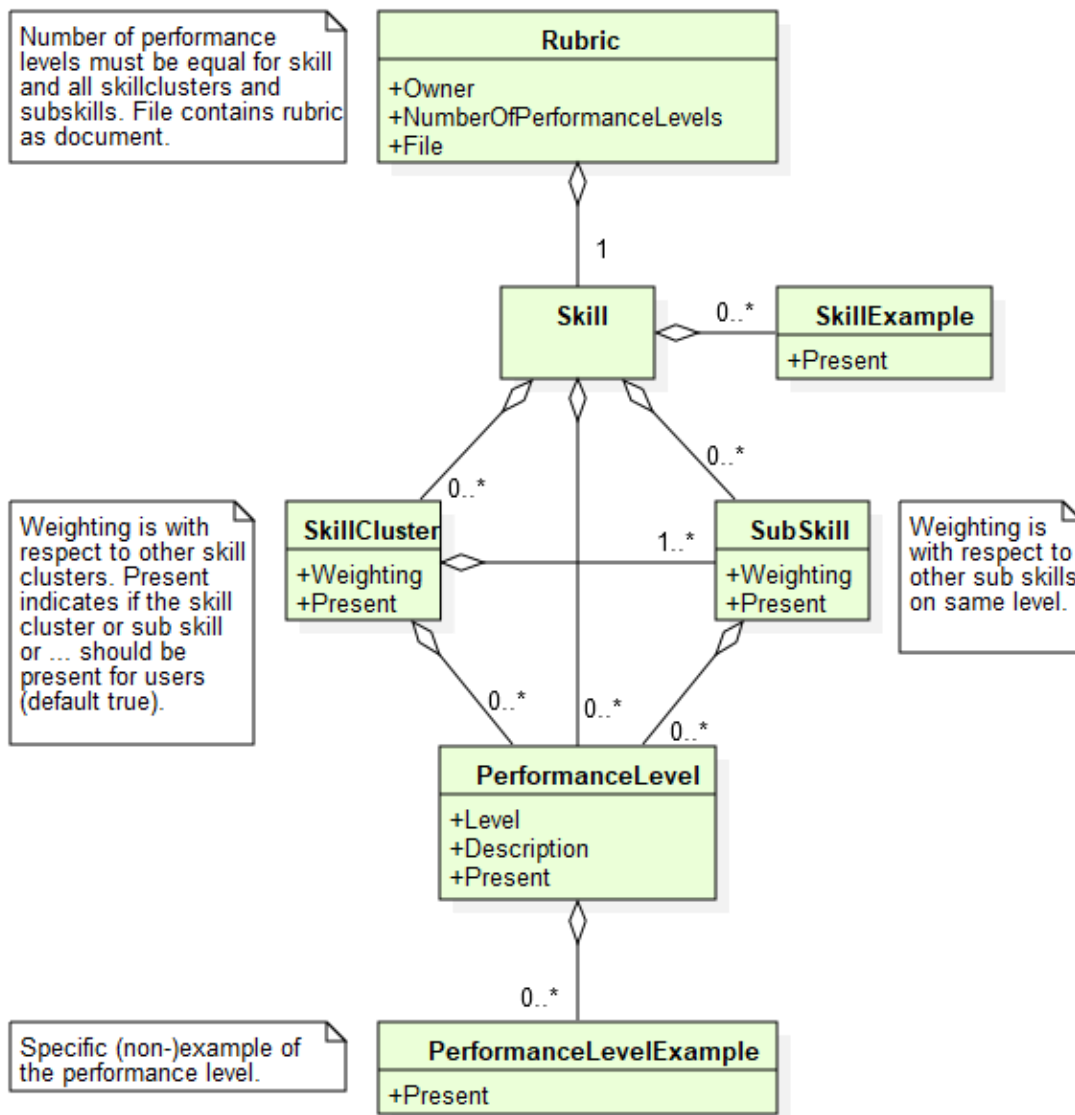 Number of performance
levels must be equal for skill
and all skillclusters and
subskills. File contains rubric
as document.
Rubric
+Owner
+NumberOfPerformanceLevels
+File
1
Skill
0..*
SkillExample
+Present
0..*
0..*
Weighting is with
respect to other skill
clusters. Present
indicates if the skill
cluster or sub skill
or ... should be
present for users
(default true).
SkillCluster
+Weighting
+Present
1..*
SubSkill
+Weighting
+Present
Weighting is
with respect to
other sub skills
on same level.
0..*
0..*
0..*
PerformanceLevel
+Level
+Description
+Present
0..*
Specific (non-)example of
the performance level.
PerformanceLevelExample
+Present